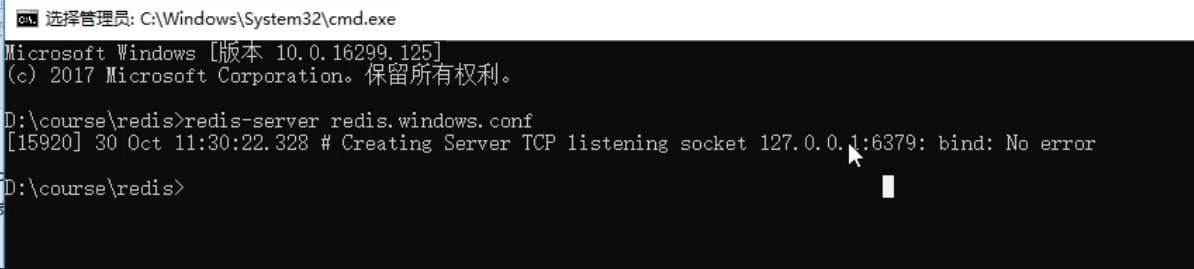 选择管理员: C:\Windows\System32\cmd.exe
Microsoft Windows [版本 10.0.16299.125]
(c) 2017 Microsoft Corporation。保留所有权利。
D:\course\redis>redis-server redis.windows.conf
[15920] 30 Oct 11:30:22.328 # Creating Server TCP listening socket 127.0.0.1:6379: bind: No error
D:\course\redis>